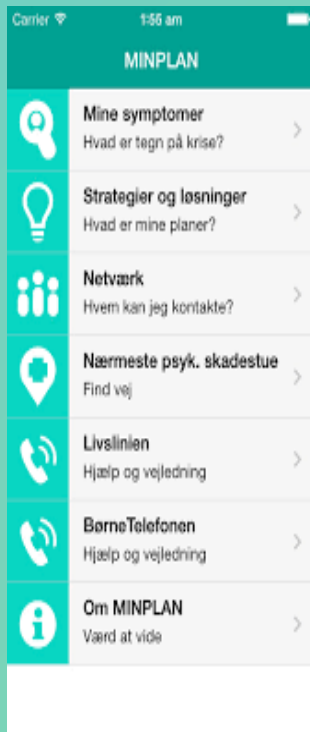 Carrier 1:56 am
MINPLAN
Mine symptomer
Hvad er tegn på krise?
Strategier og løsninger
Hvad er mine planer?
Netværk
Hvem kan jeg kontakte?
Nærmeste psyk. skadestue
Find vej
Livslinien
Hjælp og vejledning
BørneTelefonen
Hjælp og vejledning
Om MINPLAN
Værd at vide